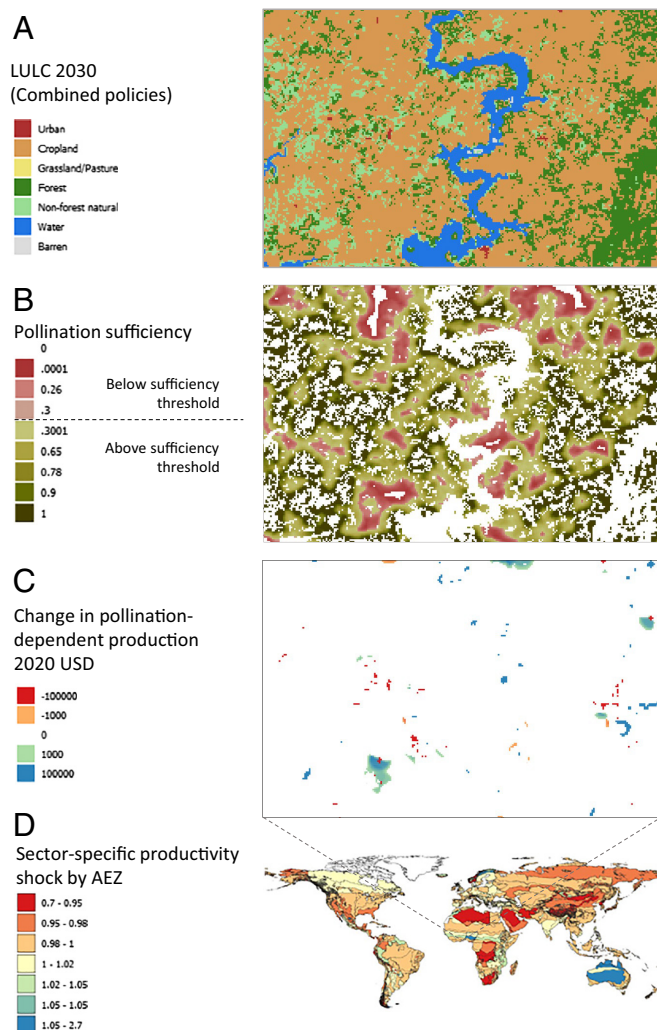 A
LULC 2030
(Combined policies)
Urban
Cropland
Grassland/Pasture
Forest
Non-forest natural
Water
Barren
B
Pollination sufficiency
0
.0001
0.26
.3
.3001
0.65
0.78
0.9
1
Below sufficiency
threshold
Above sufficiency
threshold
C
Change in pollination-
dependent production
2020 USD
-100000
-1000
0
1000
100000
D
Sector-specific productivity
shock by AEZ
0.7 - 0.95
0.95 - 0.98
0.98 - 1
1 - 1.02
1.02 - 1.05
1.05 - 1.05
1.05 - 2.7